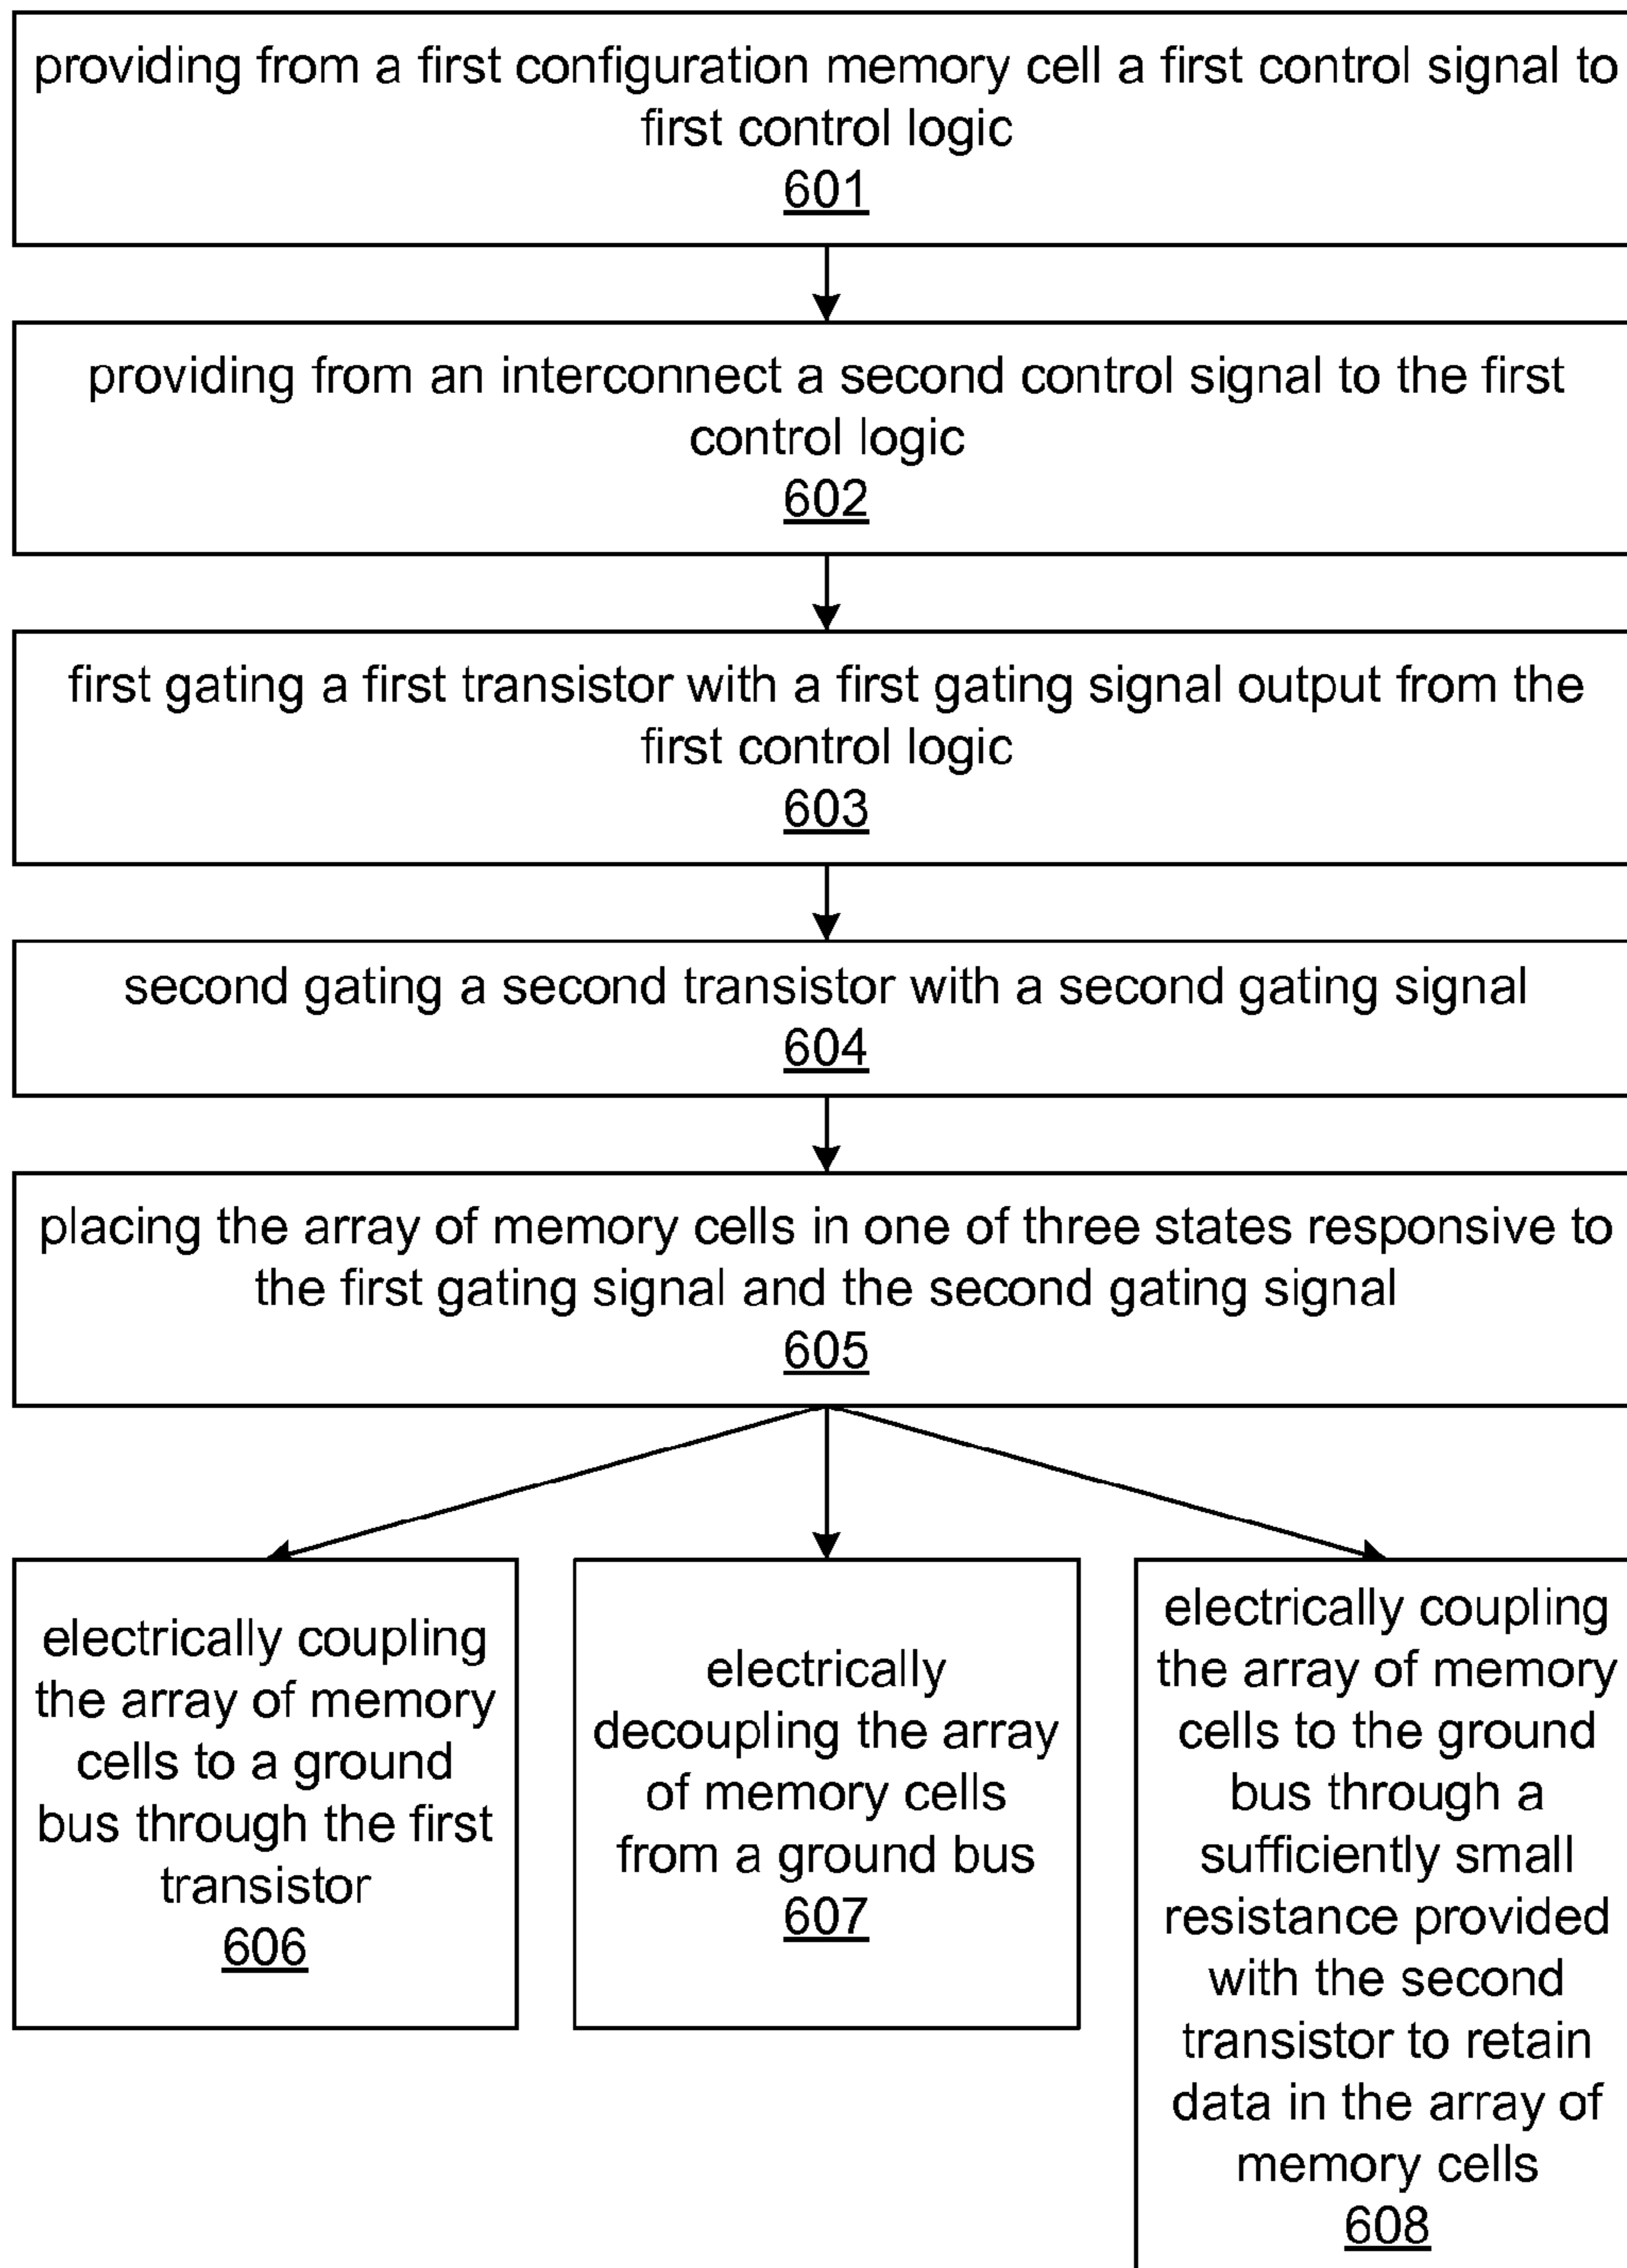 providing from a first configuration memory cell a first control signal to
first control logic
601
providing from an interconnect a second control signal to the first
control logic
602
first gating a first transistor with a first gating signal output from the
first control logic
603
second gating a second transistor with a second gating signal
604
placing the array of memory cells in one of three states responsive to
the first gating signal and the second gating signal
605
electrically coupling
the array of memory
cells to a ground
bus through the first
transistor
606
electrically
decoupling the array
of memory cells
from a ground bus
607
electrically coupling
the array of memory
cells to the ground
bus through a
sufficiently small
resistance provided
with the second
transistor to retain
data in the array of
memory cells
608